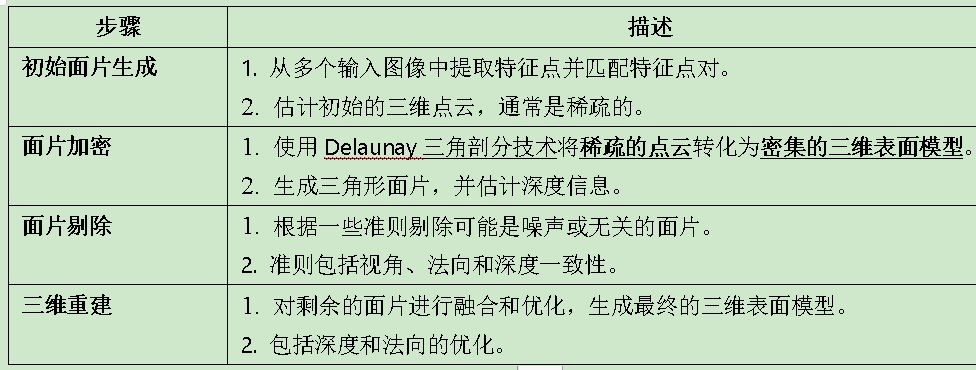 步骤 描述
初始面片生成 1. 从多个输入图像中提取特征点并匹配特征点对。
2. 估计初始的三维点云，通常是稀疏的。
面片加密 1. 使用 Delaunay 三角剖分技术将稀疏的点云转化为密集的三维表面模型。
2. 生成三角形面片，并估计深度信息。
面片剔除 1. 根据一些准则剔除可能是噪声或无关的面片。
2. 准则包括视角、法向和深度一致性。
三维重建 1. 对剩余的面片进行融合和优化，生成最终的三维表面模型。
2. 包括深度和法向的优化。